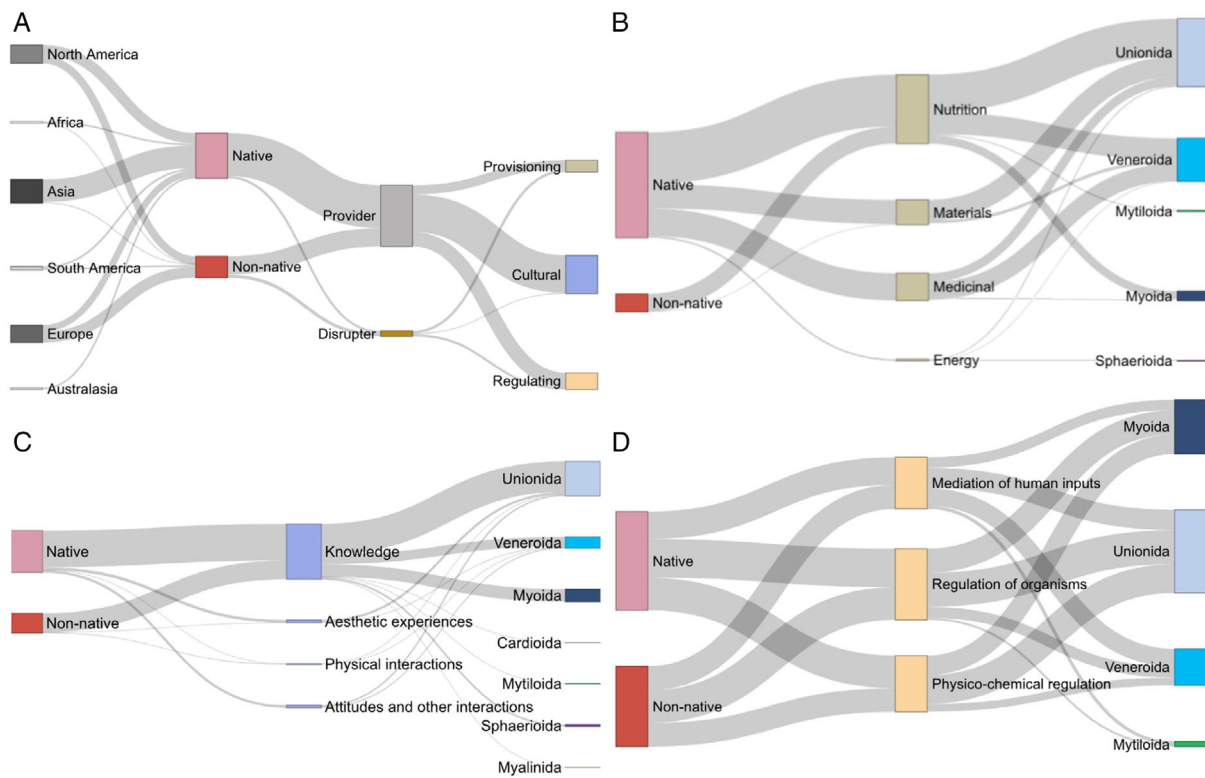 A
North America
Africa
Asia
South America
Europe
Australasia
Native
Non-native
Provider
Disrupter
Provisioning
Cultural
Regulating
B
Native
Non-native
Nutrition
Materials
Medicinal
Energy
Unionida
Veneroida
Mytiloida
Myoida
Sphaerioida
C
Native
Non-native
Knowledge
Aesthetic experiences
Physical interactions
Attitudes and other interactions
Unionida
Veneroida
Myoida
Cardioida
Mytiloida
Sphaerioida
Myalinida
D
Native
Non-native
Mediation of human inputs
Regulation of organisms
Physico-chemical regulation
Myoida
Unionida
Veneroida
Mytiloida